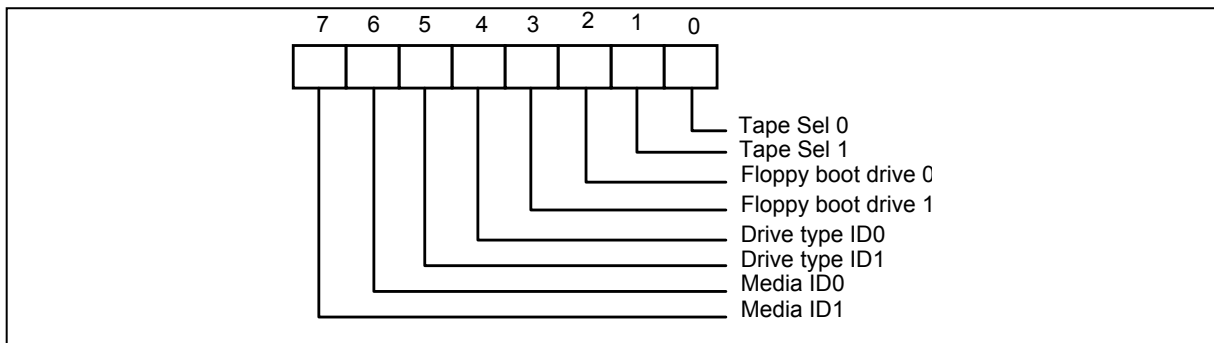 7 6 5 4 3 2 1 0
Tape Sel 0
Tape Sel 1
Floppy boot drive 0
Floppy boot drive 1
Drive type ID0
Drive type ID1
Media ID0
Media ID1